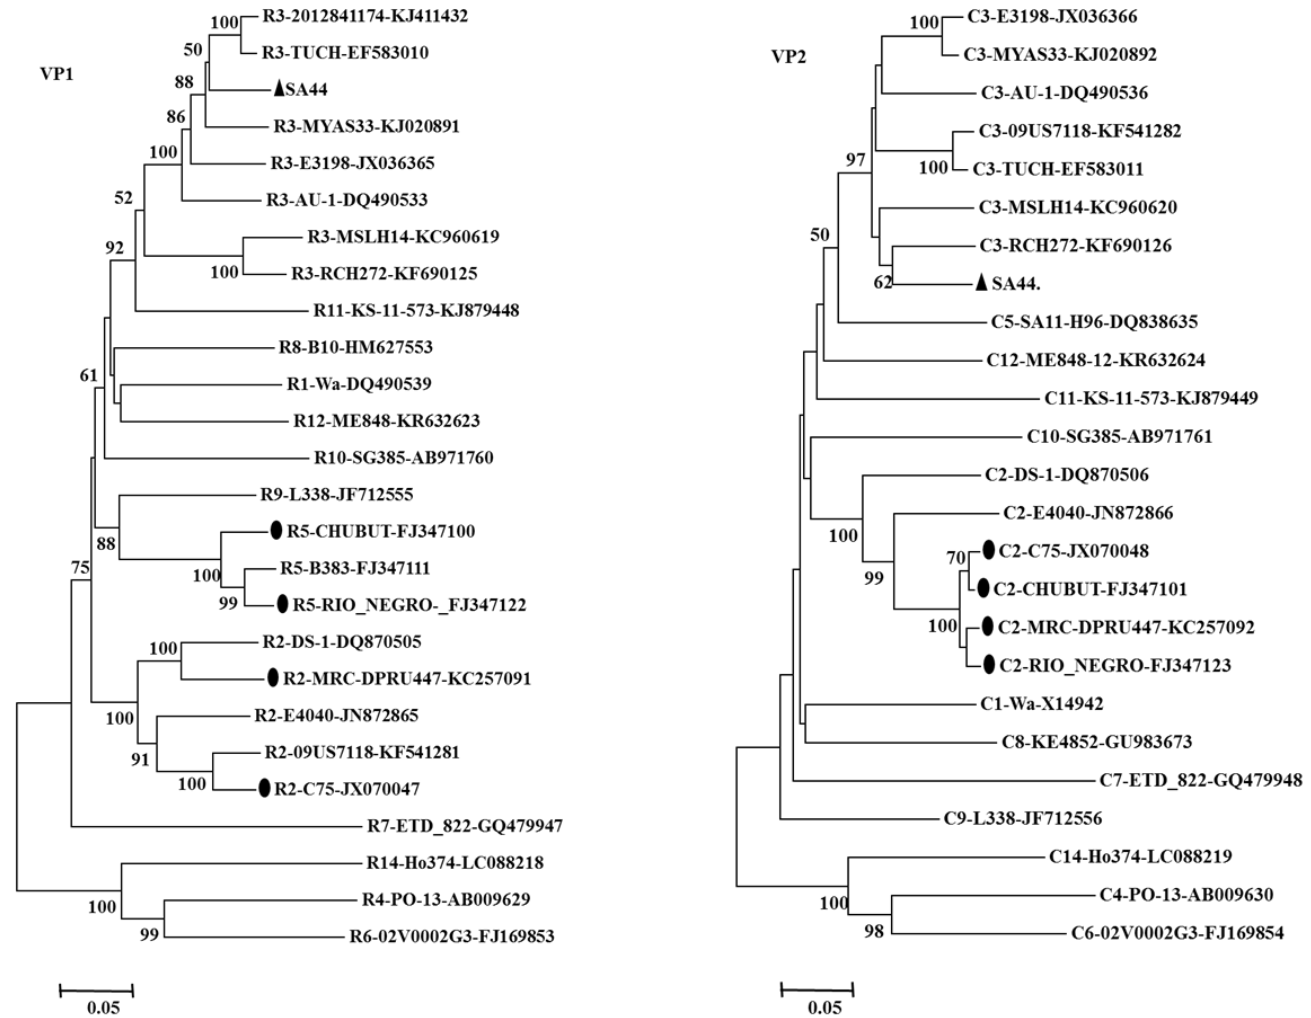 VP1
100
R3-2012841174-KJ411432
R3-TUCH-EF583010
50
SA44
88
R3-MYAS33-KJ020891
86
R3-E3198-JX036365
100
R3-AU-1-DQ490533
52
R3-MSLH14-KC960619
92
100
R3-RCH272-KF690125
R11-KS-11-573-KJ879448
R8-B10-HM627553
61
R1-Wa-DQ490539
R12-ME848-KR632623
R10-SG385-AB971760
R9-L338-JF712555
R5-CHUBUT-FJ347100
88
75
R5-B383-FJ347111
100
99
R5-RIO_NEGRO-_FJ347122
R2-DS-1-DQ870505
100
R2-MRC-DPRU447-KC257091
100
R2-E4040-JN872865
R2-09US7118-KF541281
91
100
R2-C75-JX070047
R7-ETD_822-GQ479947
R14-Ho374-LC088218
100
R4-PO-13-AB009629
99
R6-02V0002G3-FJ169853
0.05
VP2
100
C3-E3198-JX036366
C3-MYAS33-KJ020892
C3-AU-1-DQ490536
C3-09US7118-KF541282
97
100
C3-TUCH-EF583011
C3-MSLH14-KC960620
50
C3-RCH272-KF690126
62
SA44.
C5-SA11-H96-DQ838635
C12-ME848-12-KR632624
C11-KS-11-573-KJ879449
C10-SG385-AB971761
C2-DS-1-DQ870506
C2-E4040-JN872866
100
70
C2-C75-JX070048
99
C2-CHUBUT-FJ347101
100
C2-MRC-DPRU447-KC257092
C2-RIO_NEGRO-FJ347123
C1-Wa-X14942
C8-KE4852-GU983673
C7-ETD_822-GQ479948
C9-L338-JF712556
C14-Ho374-LC088219
100
C4-PO-13-AB009630
98
C6-02V0002G3-FJ169854
0.05